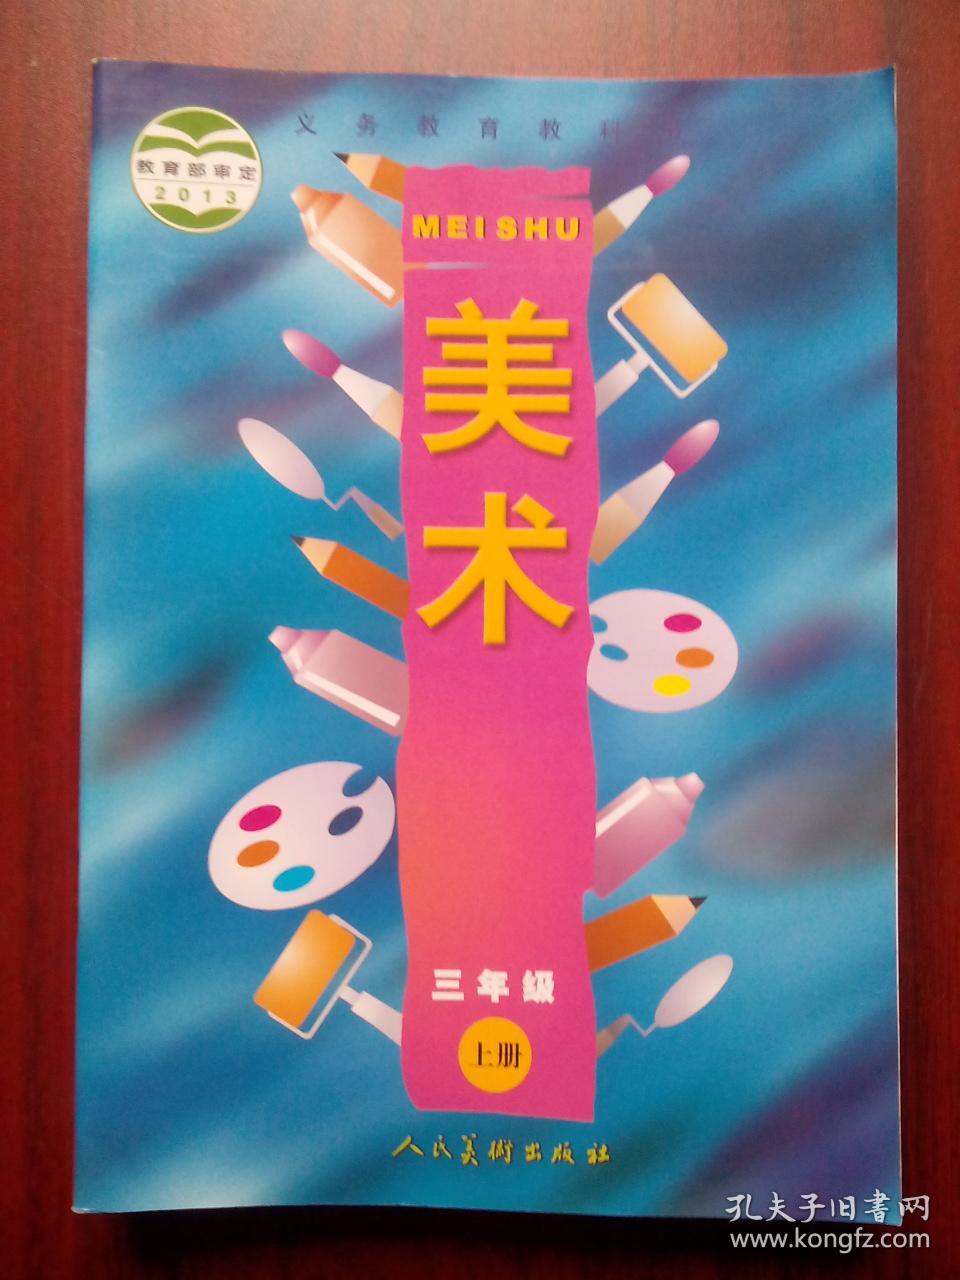 义务教育教科书
教育部审定
2013
MEISHU
美术
三年级
上册
人民美術出版社
孔夫子旧书网
www.kongfz.com